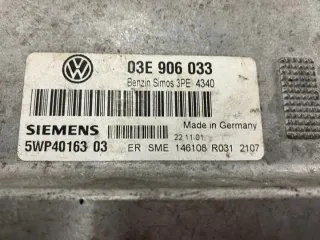 03E 906 033
Benzin Simos 3PE 4340
SIEMENS
Made in Germany
22.11.01
5WP40163 03
ER SME 146108 R031 2107